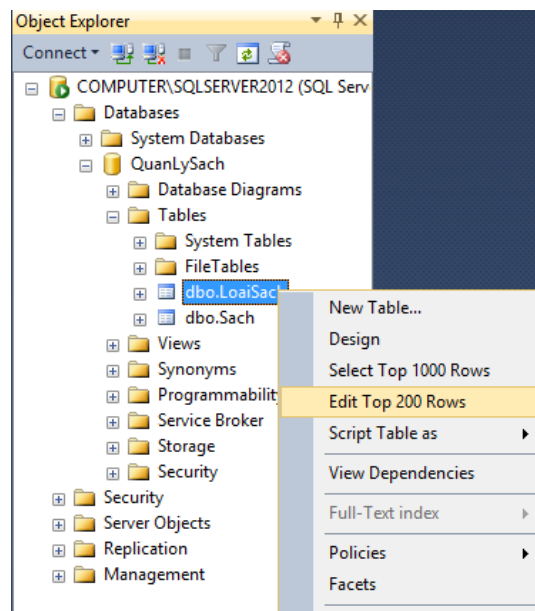 Object Explorer
Connect
COMPUTER\SQLSERVER2012 (SQL Serv
Databases
System Databases
QuanLySach
Database Diagrams
Tables
System Tables
FileTables
dbo.LoaiSach
dbo.Sach
Views
Synonyms
Programmabilit
Service Broker
Storage
Security
Security
Server Objects
Replication
Management
New Table...
Design
Select Top 1000 Rows
Edit Top 200 Rows
Script Table as
View Dependencies
Full-Text index
Policies
Facets